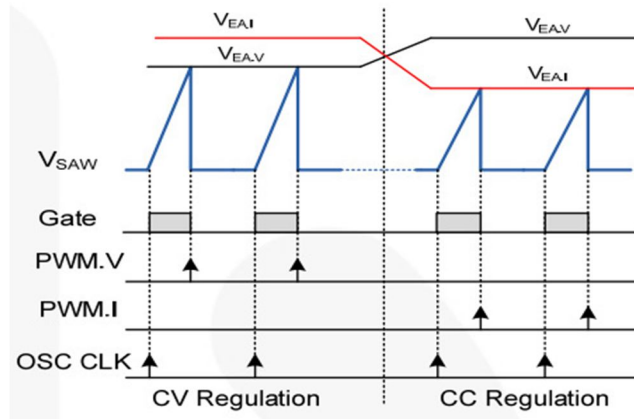 VEA.I
VEA.V
VEA.V
VEA.I
VSAW
Gate
PWM.V
PWM.I
OSC CLK
CV Regulation
CC Regulation